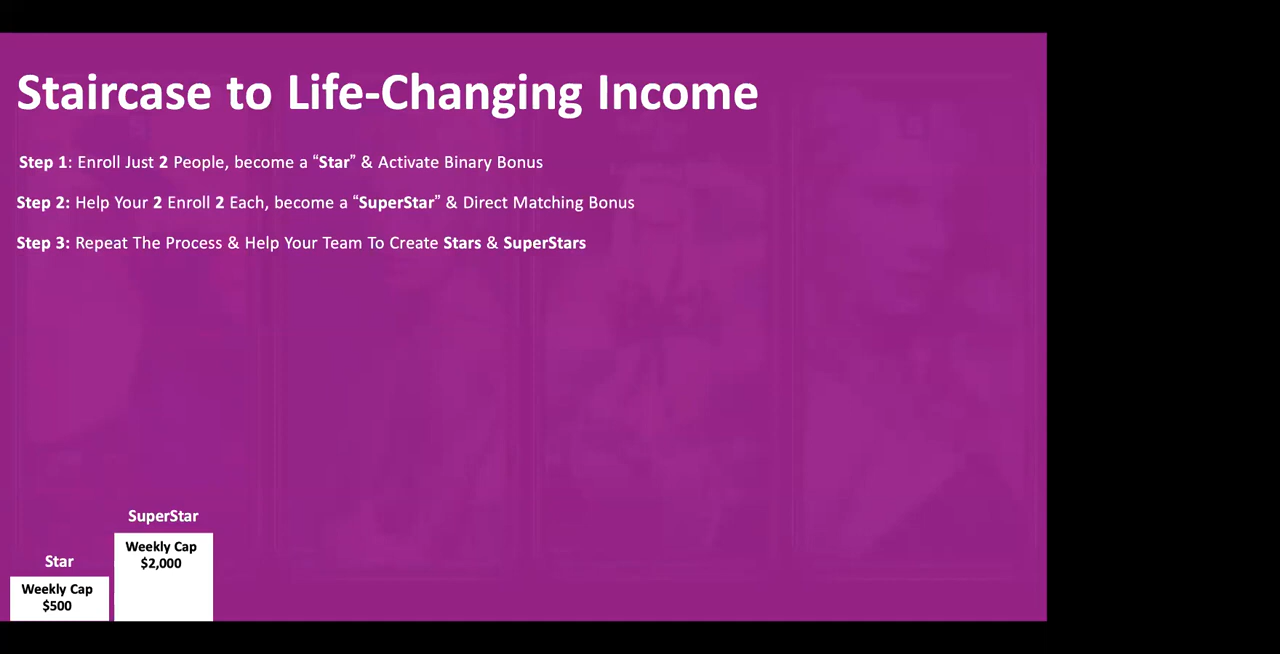 Staircase to Life-Changing Income
Step 1: Enroll Just 2 People, become a “Star” & Activate Binary Bonus
Step 2: Help Your 2 Enroll 2 Each, become a “SuperStar” & Direct Matching Bonus
Step 3: Repeat The Process & Help Your Team To Create Stars & SuperStars
SuperStar
Weekly Cap
$2,000
Star
Weekly Cap
$500